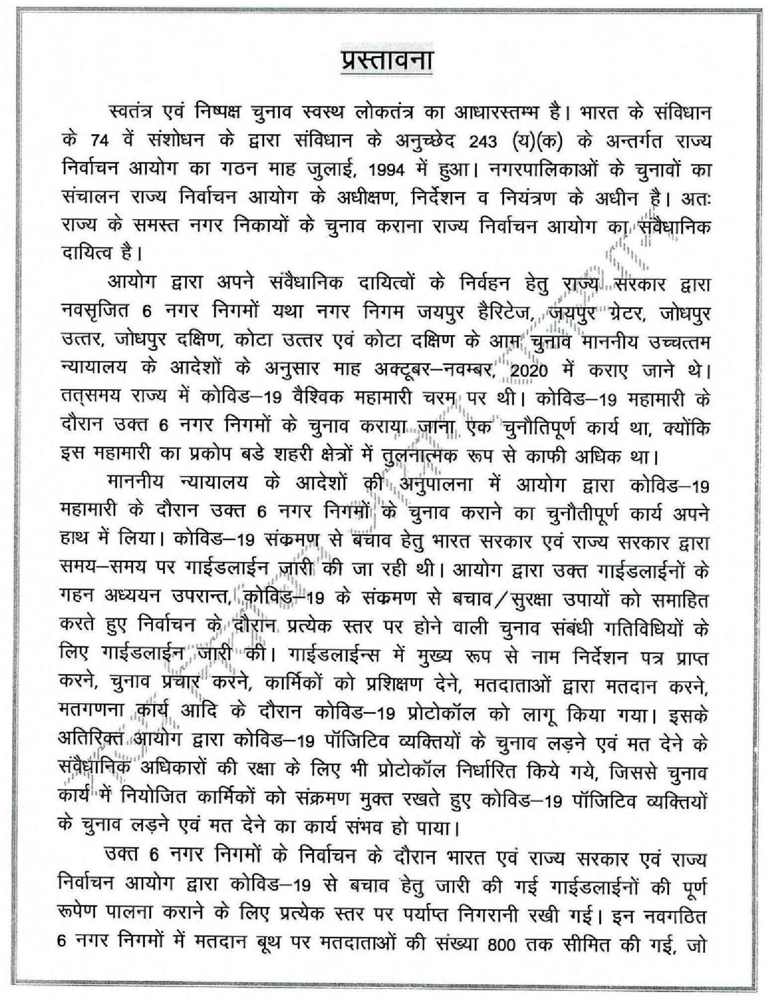 प्रस्तावना
स्वतंत्र एवं निष्पक्ष चुनाव स्वस्थ लोकतंत्र का आधारस्तम्भ है। भारत के संविधान
के 74 वें संशोधन के द्वारा संविधान के अनुच्छेद 243 (य)(क) के अन्तर्गत राज्य
निर्वाचन आयोग का गठन माह जुलाई, 1994 में हुआ। नगरपालिकाओं के चुनावों का
संचालन राज्य निर्वाचन आयोग के अधीक्षण, निर्देशन व नियंत्रण के अधीन है। अतः
राज्य के समस्त नगर निकायों के चुनाव कराना राज्य निर्वाचन आयोग का संवैधानिक
दायित्व है।
आयोग द्वारा अपने संवैधानिक दायित्वों के निर्वहन हेतु राज्य सरकार द्वारा
नवसृजित 6 नगर निगमों यथा नगर निगम जयपुर हैरिटेज, जयपुर ग्रेटर, जोधपुर
उत्तर, जोधपुर दक्षिण, कोटा उत्तर एवं कोटा दक्षिण के आम चुनाव माननीय उच्चत्तम
न्यायालय के आदेशों के अनुसार माह अक्टूबर–नवम्बर, 2020 में कराए जाने थे।
तत्समय राज्य में कोविड–19 वैश्विक महामारी चरम पर थी। कोविड–19 महामारी के
दौरान उक्त 6 नगर निगमों के चुनाव कराया जाना एक चुनौतिपूर्ण कार्य था, क्योंकि
इस महामारी का प्रकोप बडे शहरी क्षेत्रों में तुलनात्मक रूप से काफी अधिक था।
माननीय न्यायालय के आदेशों की अनुपालना में आयोग द्वारा कोविड–19
महामारी के दौरान उक्त 6 नगर निगमों के चुनाव कराने का चुनौतीपूर्ण कार्य अपने
हाथ में लिया। कोविड–19 संक्रमण से बचाव हेतु भारत सरकार एवं राज्य सरकार द्वारा
समय–समय पर गाईडलाईन जारी की जा रही थी। आयोग द्वारा उक्त गाईडलाईनों के
गहन अध्ययन उपरान्त, कोविड–19 के संक्रमण से बचाव/सुरक्षा उपायों को समाहित
करते हुए निर्वाचन के दौरान प्रत्येक स्तर पर होने वाली चुनाव संबंधी गतिविधियों के
लिए गाईडलाईन जारी की। गाईडलाईन्स में मुख्य रूप से नाम निर्देशन पत्र प्राप्त
करने, चुनाव प्रचार करने, कार्मिकों को प्रशिक्षण देने, मतदाताओं द्वारा मतदान करने,
मतगणना कार्य आदि के दौरान कोविड–19 प्रोटोकॉल को लागू किया गया। इसके
अतिरिक्त आयोग द्वारा कोविड–19 पॉजिटिव व्यक्तियों के चुनाव लड़ने एवं मत देने के
संवैधानिक अधिकारों की रक्षा के लिए भी प्रोटोकॉल निर्धारित किये गये, जिससे चुनाव
कार्य में नियोजित कार्मिकों को संक्रमण मुक्त रखते हुए कोविड–19 पॉजिटिव व्यक्तियों
के चुनाव लड़ने एवं मत देने का कार्य संभव हो पाया।
उक्त 6 नगर निगमों के निर्वाचन के दौरान भारत एवं राज्य सरकार एवं राज्य
निर्वाचन आयोग द्वारा कोविड–19 से बचाव हेतु जारी की गई गाईडलाईनों की पूर्ण
रूपेण पालना कराने के लिए प्रत्येक स्तर पर पर्याप्त निगरानी रखी गई। इन नवगठित
6 नगर निगमों में मतदान बूथ पर मतदाताओं की संख्या 800 तक सीमित की गई, जो